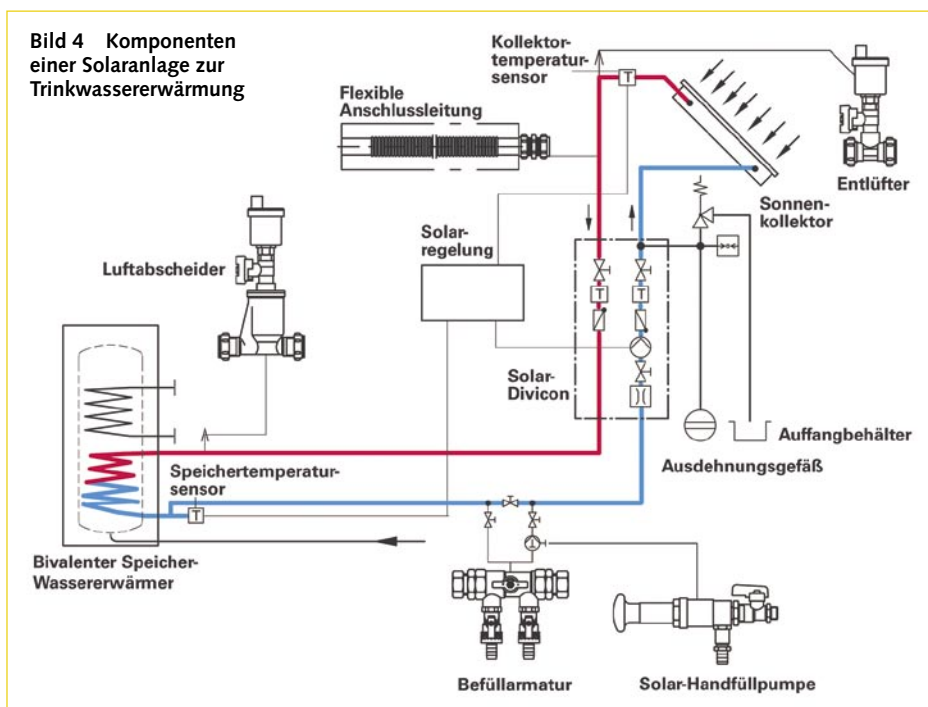 Bild 4 Komponenten
einer Solaranlage zur
Trinkwassererwärmung
Kollektor-
temperatur-
sensor
T
Flexible
Anschlussleitung
Entlüfter
Sonnen-
kollektor
Solar-
regelung
Luftabscheider
T
T
Solar-
Divicon
Auffangbehälter
Ausdehnungsgefäß
Speichertemperatur-
sensor
T
Bivalenter Speicher-
Wassererwärmer
Befüllarmatur
Solar-Handfüllpumpe